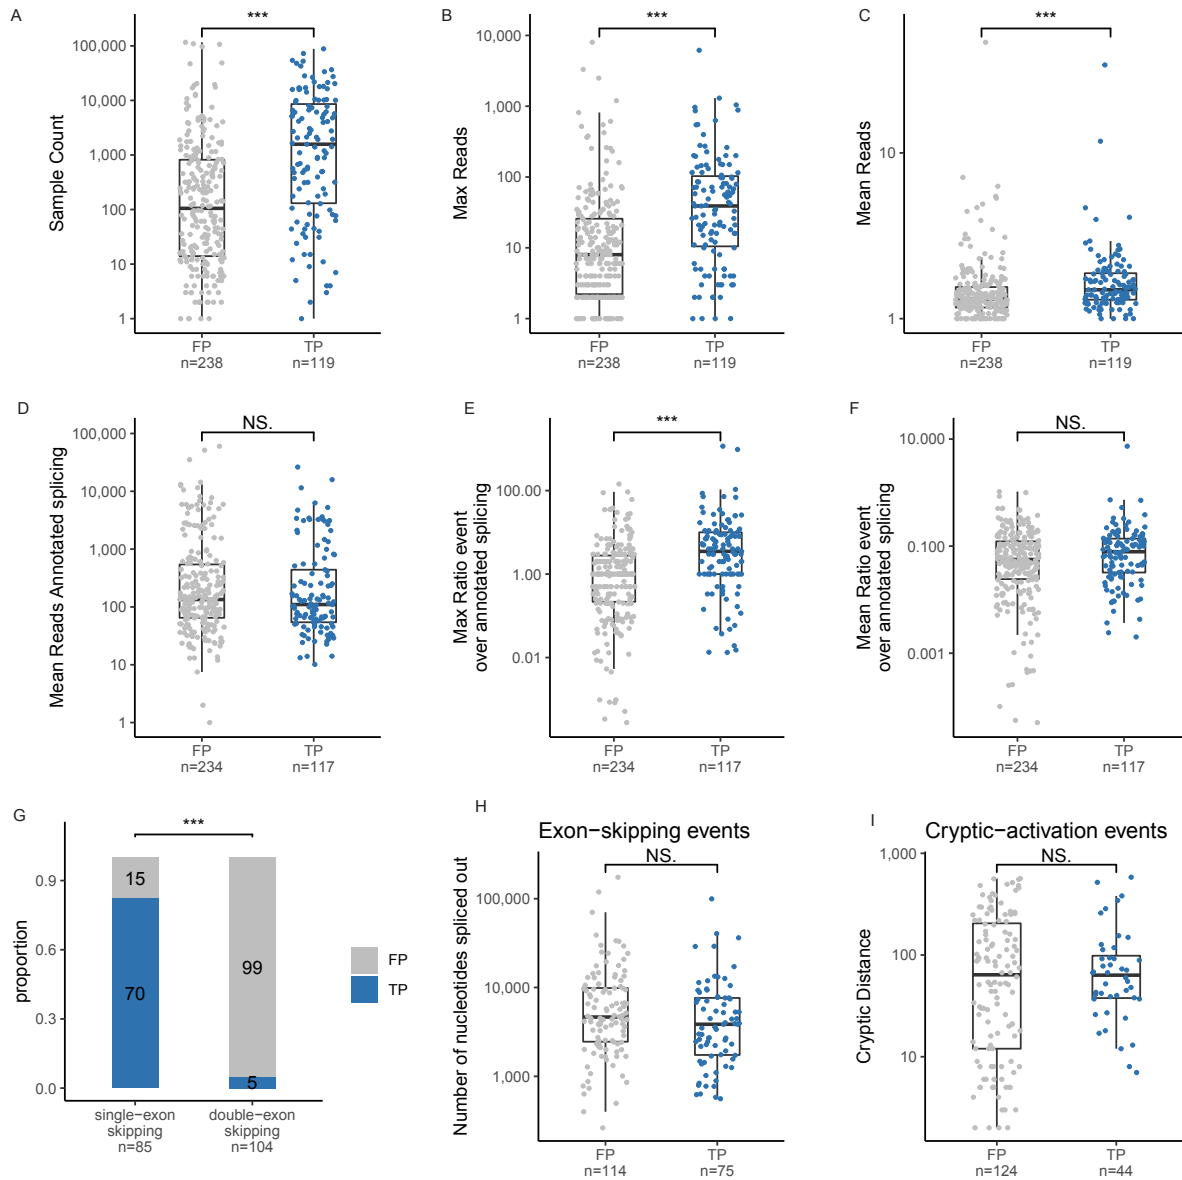 A
***
Sample Count
100,000
10,000
1,000
100
10
1
FP
n=238
TP
n=119
B
***
Max Reads
10,000
1,000
100
10
1
FP
n=238
TP
n=119
C
***
Mean Reads
10
1
FP
n=238
TP
n=119
D
NS.
Mean Reads Annotated splicing
100,000
10,000
1,000
100
10
1
FP
n=234
TP
n=117
E
***
Max Ratio event
over annotated splicing
100.00
1.00
0.01
FP
n=234
TP
n=117
F
NS.
Mean Ratio event
over annotated splicing
10.000
0.100
0.001
FP
n=234
TP
n=117
G
***
proportion
0.9
0.6
0.3
0.0
15
70
99
5
single−exon
skipping
n=85
double−exon
skipping
n=104
FP
TP
H
Exon−skipping events
NS.
Number of nucleotides spliced out
100,000
10,000
1,000
FP
n=114
TP
n=75
I
Cryptic−activation events
NS.
Cryptic Distance
1,000
100
10
FP
n=124
TP
n=44